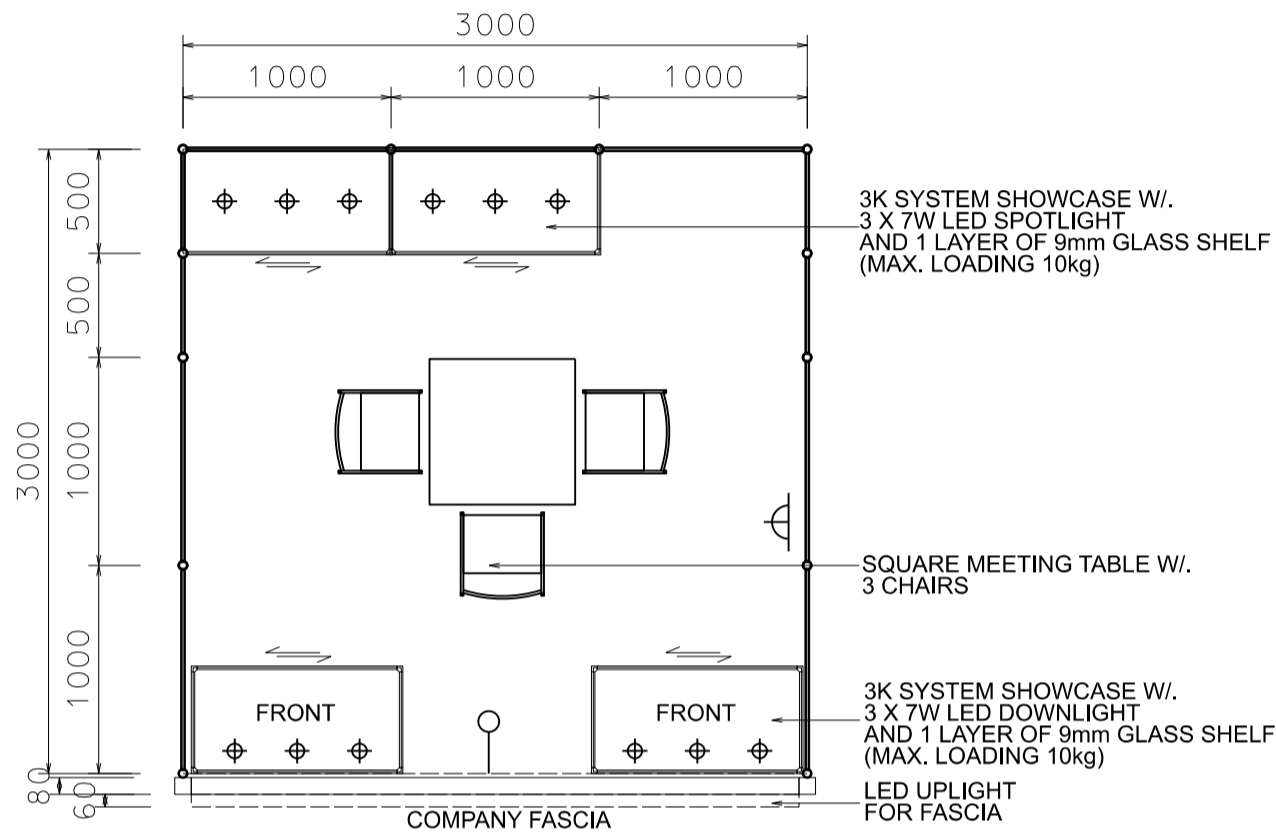 3000
1000 1000 1000
3000
500
500
1000
1000
80
60
3K SYSTEM SHOWCASE W/.
3 X 7W LED SPOTLIGHT
AND 1 LAYER OF 9mm GLASS SHELF
(MAX. LOADING 10kg)
SQUARE MEETING TABLE W/.
3 CHAIRS
FRONT FRONT
3K SYSTEM SHOWCASE W/.
3 X 7W LED DOWNLIGHT
AND 1 LAYER OF 9mm GLASS SHELF
(MAX. LOADING 10kg)
LED UPLIGHT
FOR FASCIA
COMPANY FASCIA